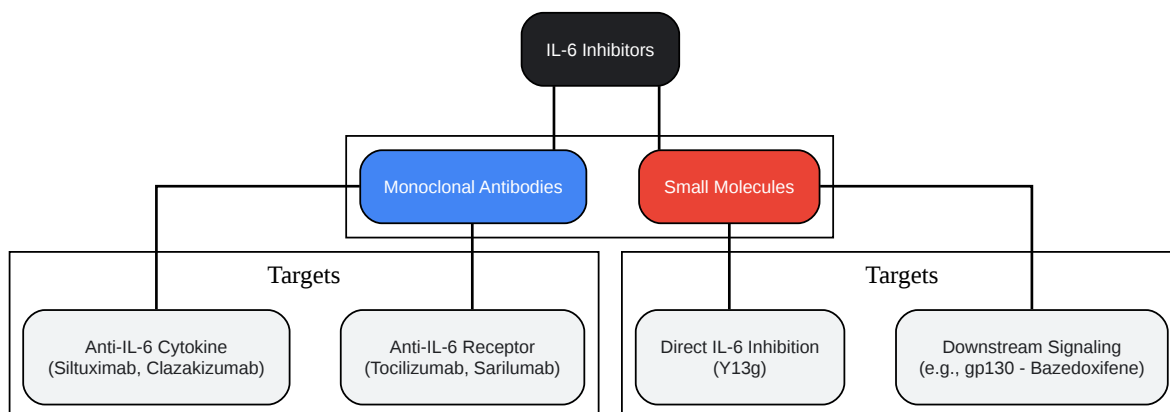 IL-6 Inhibitors
Monoclonal Antibodies
Small Molecules
Targets
Anti-IL-6 Cytokine
(Siltuximab, Clazakizumab)
Anti-IL-6 Receptor
(Tocilizumab, Sarilumab)
Targets
Direct IL-6 Inhibition
(Y13g)
Downstream Signaling
(e.g., gp130 - Bazedoxifene)